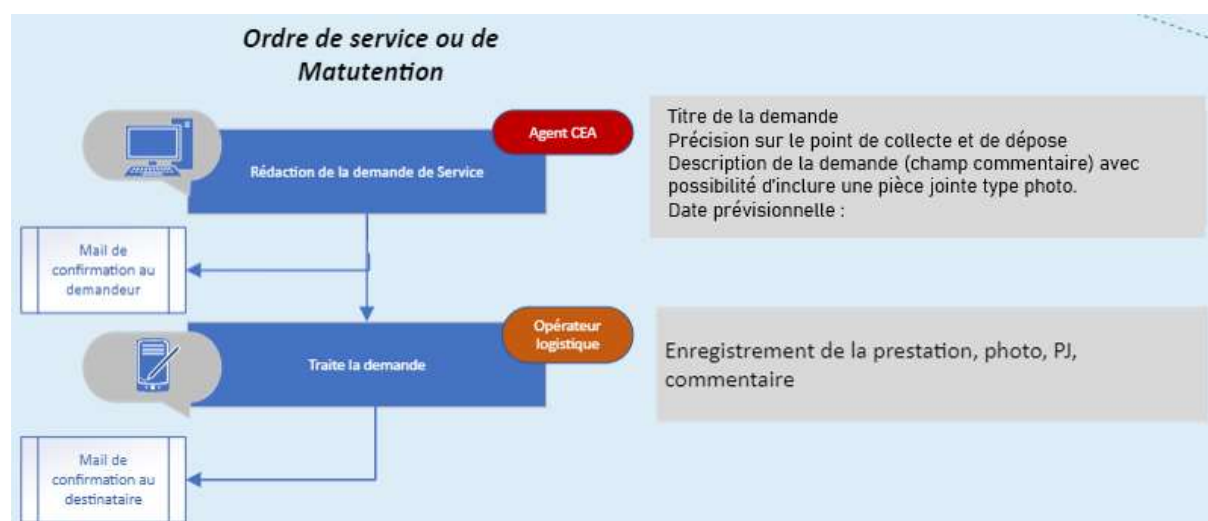 Ordre de service ou de
Matutention
Agent CEA
Rédaction de la demande de Service
Titre de la demande
Précision sur le point de collecte et de dépose
Description de la demande (champ commentaire) avec
possibilité d'inclure une pièce jointe type photo.
Date prévisionnelle :
Mail de
confirmation au
demandeur
Opérateur
logistique
Traite la demande
Enregistrement de la prestation, photo, PJ,
commentaire
Mail de
confirmation au
destinataire